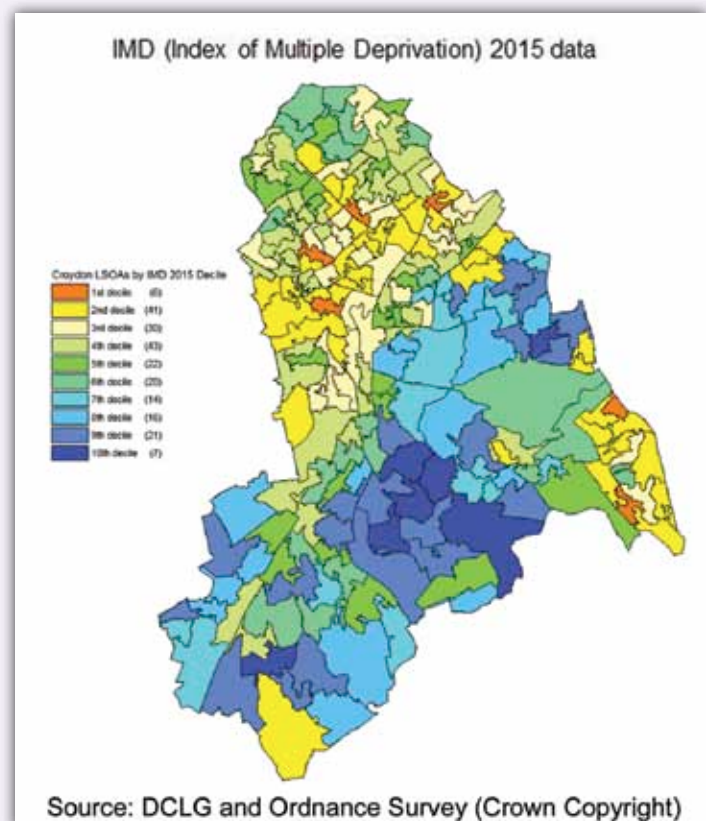 IMD (Index of Multiple Deprivation) 2015 data
Croydon LSOAs by IMD 2015 Decile
1st decile (6)
2nd decile (41)
3rd decile (30)
4th decile (43)
5th decile (22)
6th decile (20)
7th decile (14)
8th decile (16)
9th decile (21)
10th decile (7)
Source: DCLG and Ordnance Survey (Crown Copyright)